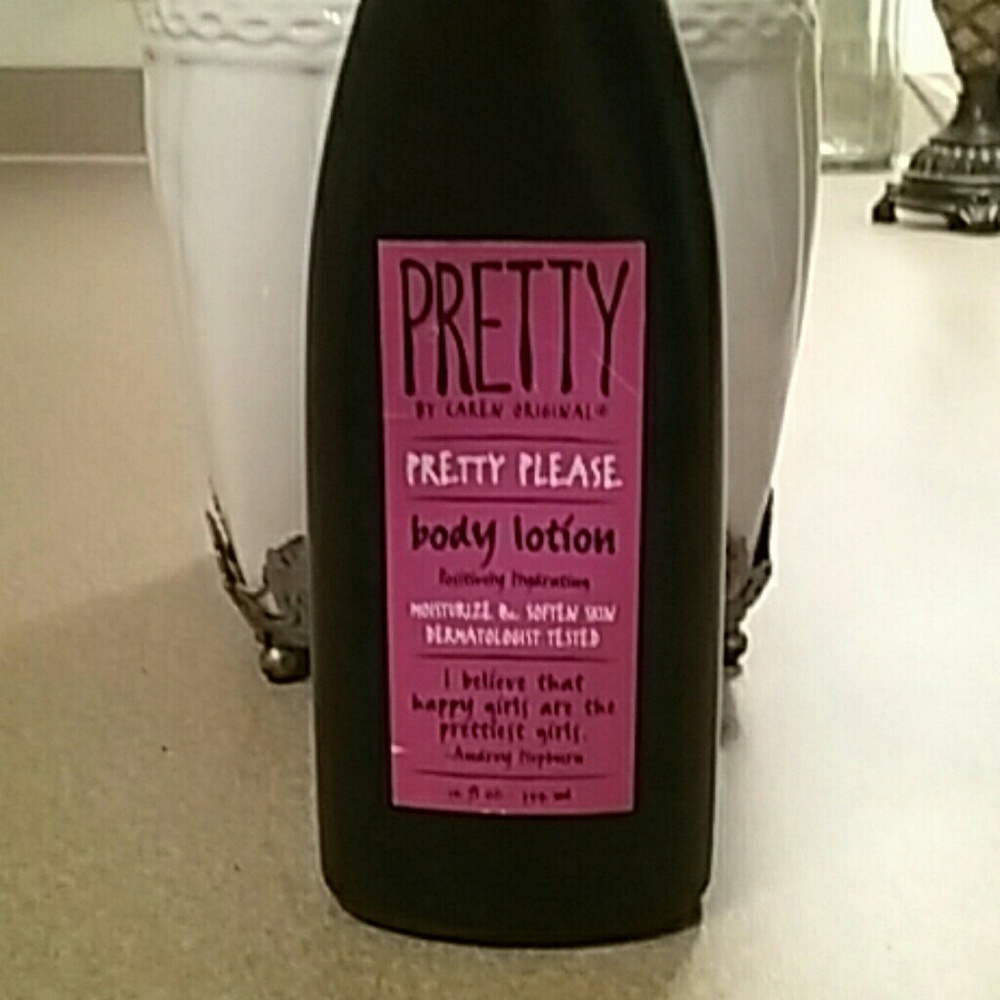 PRETTY
BY CAREN ORIGINAL®
PRETTY PLEASE
body lotion
Positively Hydrating
MOISTURIZE & SOFTEN SKIN
DERMATOLOGIST TESTED
I believe that
happy girls are the
prettiest girls.
-Audrey Hepburn